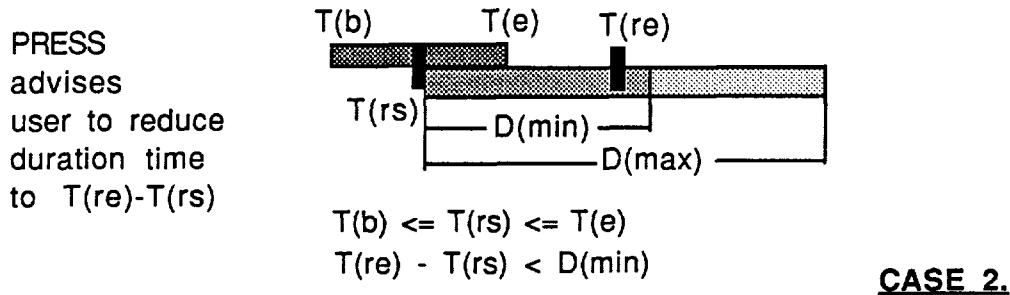 PRESS
advises
user to reduce
duration time
to T(re)-T(rs)
T(b) T(e) T(re)
T(rs)
D(min)
D(max)
T(b) <= T(rs) <= T(e)
T(re) - T(rs) < D(min)
CASE 2.